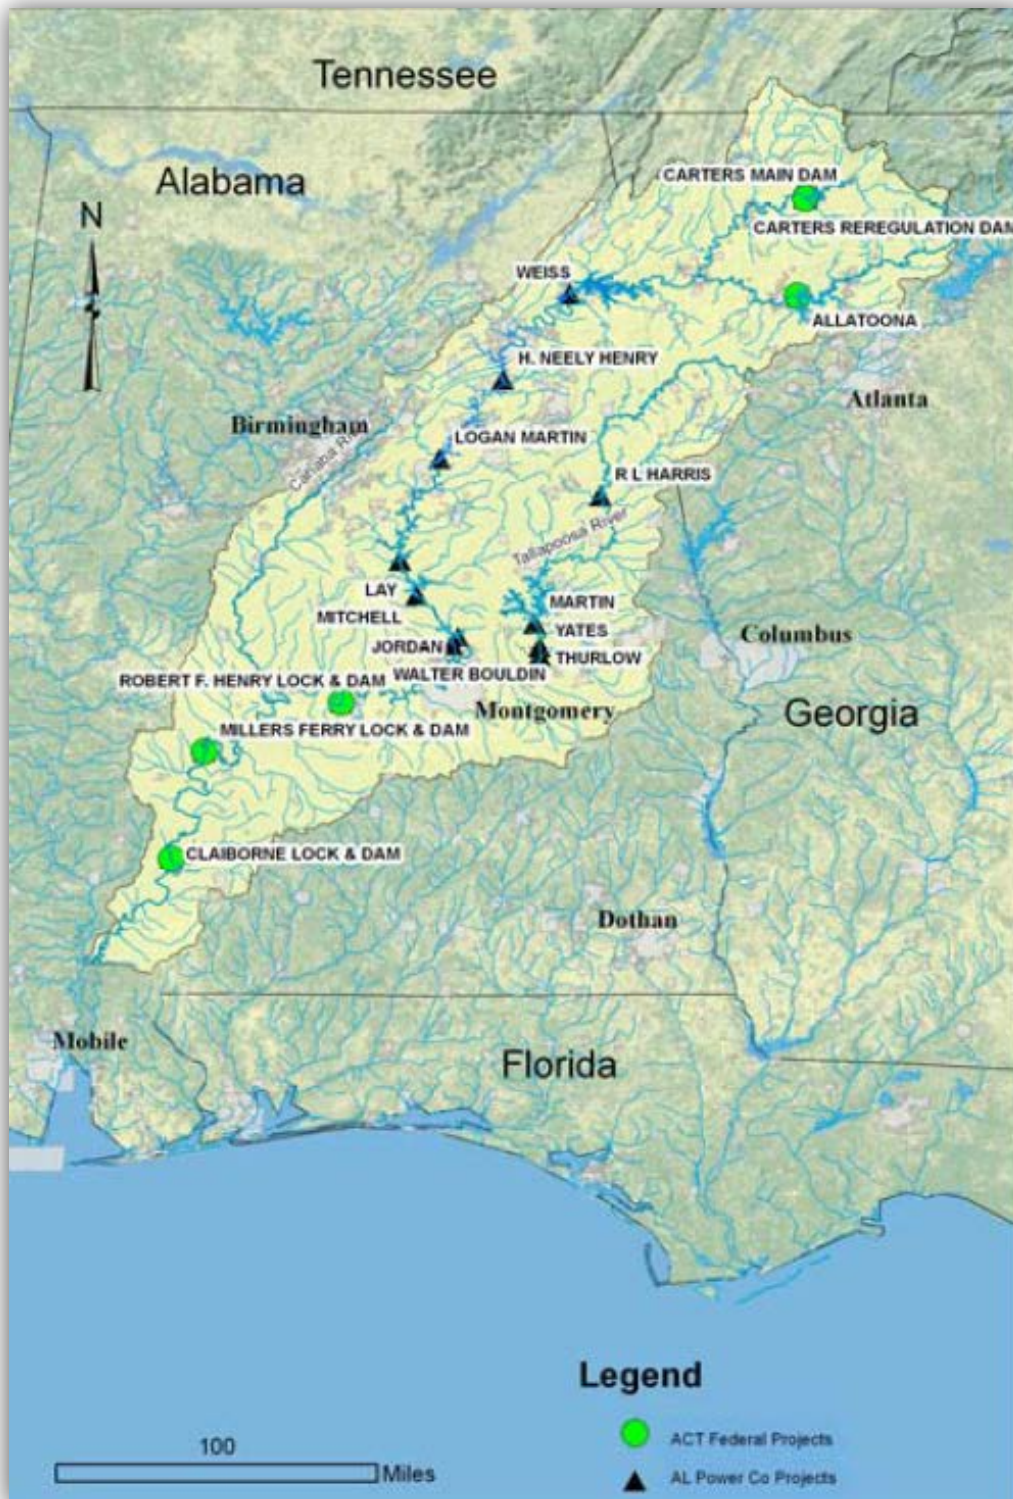 Tennessee
Alabama
N
CARTERS MAIN DAM
CARTERS REREGULATION DAM
WEISS
ALLATOONA
H. NEELY HENRY
Atlanta
Birmingham
Cahaba River
LOGAN MARTIN
R L HARRIS
Tallapoosa River
LAY
MITCHELL
MARTIN
YATES
Columbus
JORDAN
THURLOW
WALTER BOULDIN
ROBERT F. HENRY LOCK & DAM
Montgomery
Georgia
MILLERS FERRY LOCK & DAM
CLAIBORNE LOCK & DAM
Dothan
Mobile
Florida
Legend
ACT Federal Projects
AL Power Co Projects
100
Miles